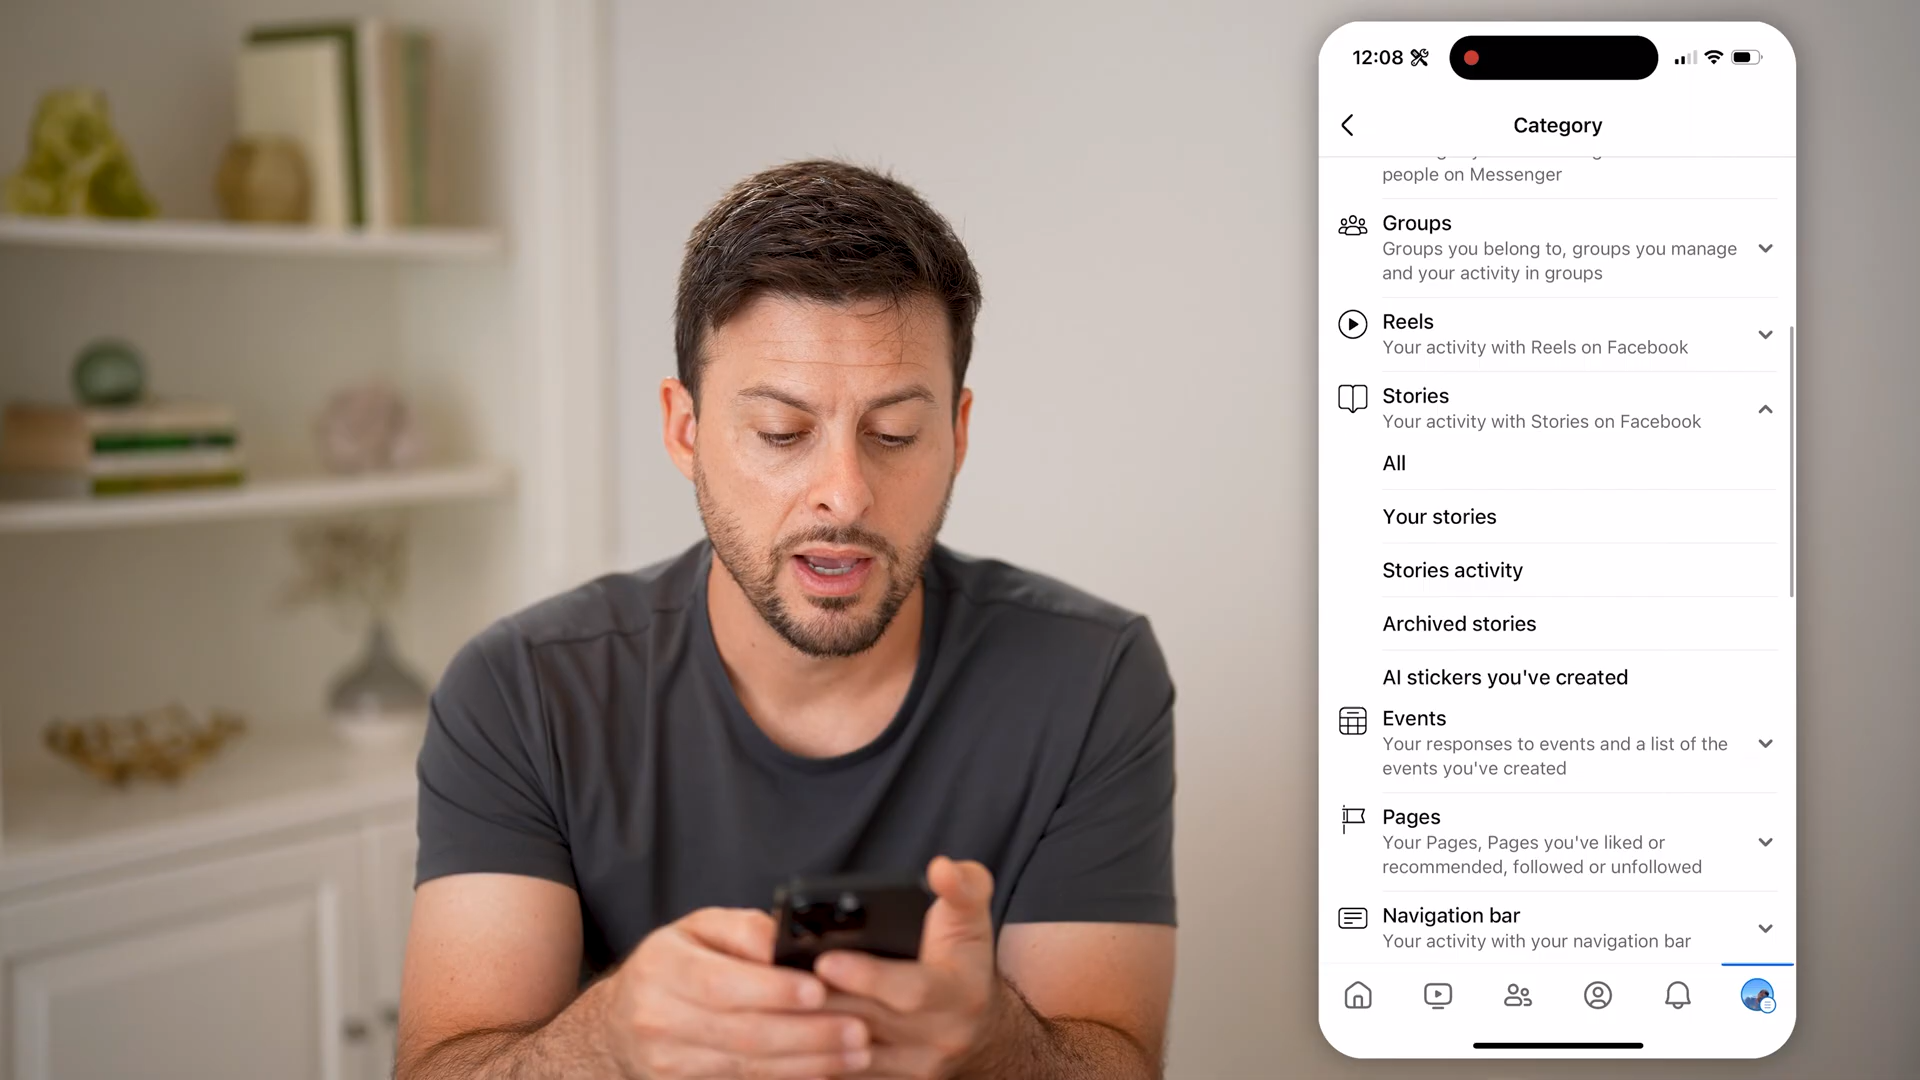 12:08
Category
people on Messenger
Groups
Groups you belong to, groups you manage
and your activity in groups
Reels
Your activity with Reels on Facebook
Stories
Your activity with Stories on Facebook
All
Your stories
Stories activity
Archived stories
AI stickers you've created
Events
Your responses to events and a list of the
events you've created
Pages
Your Pages, Pages you've liked or
recommended, followed or unfollowed
Navigation bar
Your activity with your navigation bar